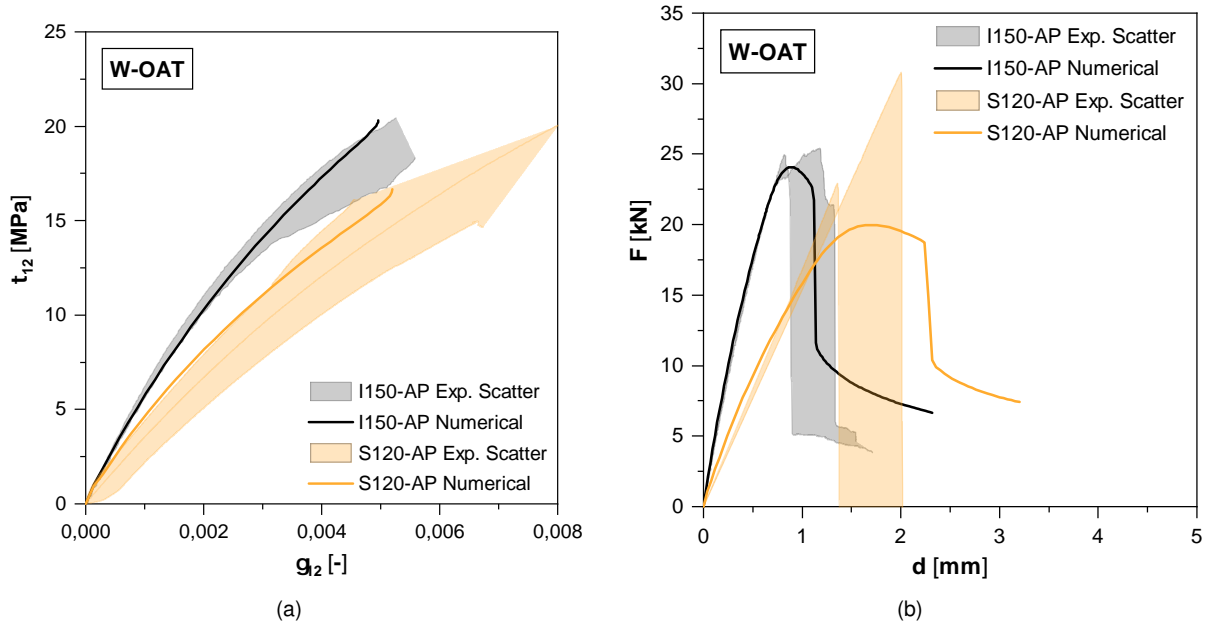 25
20
15
10
5
0
t12 [MPa]
W-OAT
I150-AP Exp. Scatter
I150-AP Numerical
S120-AP Exp. Scatter
S120-AP Numerical
0,000
0,002
0,004
0,006
0,008
g12 [-]
(a)
35
30
25
20
15
10
5
0
F [kN]
W-OAT
I150-AP Exp. Scatter
I150-AP Numerical
S120-AP Exp. Scatter
S120-AP Numerical
0
1
2
3
4
5
d [mm]
(b)